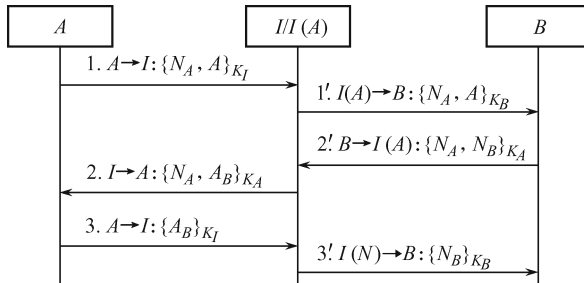 A
I/I (A)
B
1. A→I: {N_A, A}_{K_I}
1′. I(A)→B: {N_A, A}_{K_B}
2′. B→I (A): {N_A, N_B}_{K_A}
2. I→A: {N_A, A_B}_{K_A}
3. A→I: {A_B}_{K_I}
3′. I (N)→B: {N_B}_{K_B}